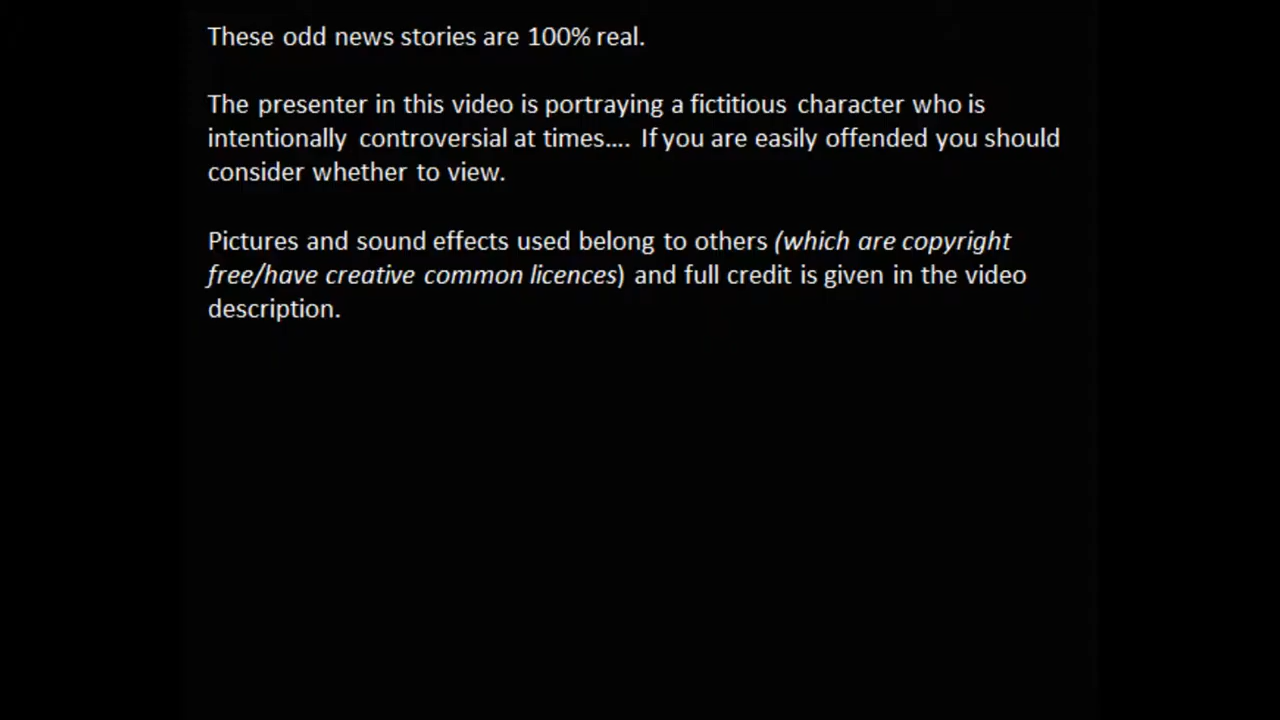 These odd news stories are 100% real.
The presenter in this video is portraying a fictitious character who is
intentionally controversial at times.... If you are easily offended you should
consider whether to view.
Pictures and sound effects used belong to others (which are copyright
free/have creative common licences) and full credit is given in the video
description.